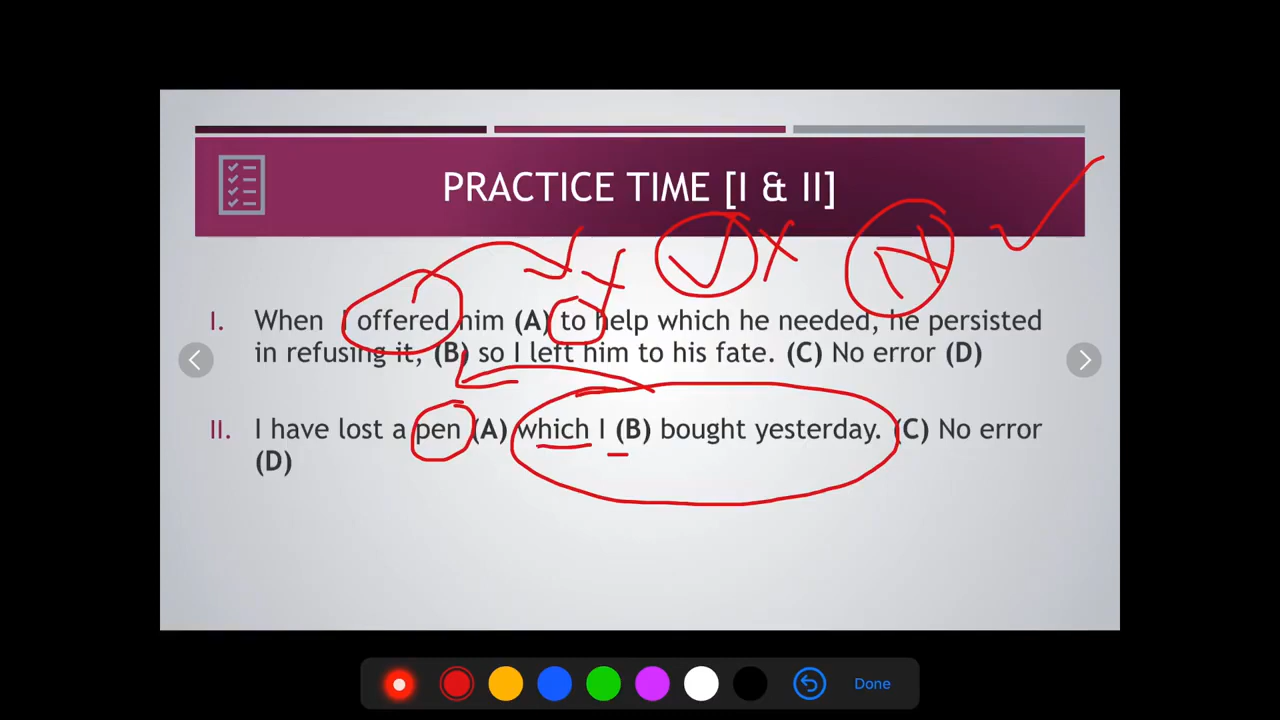 PRACTICE TIME [I & II]
I. When I offered him (A) to help which he needed, he persisted
in refusing it, (B) so I left him to his fate. (C) No error (D)
II. I have lost a pen (A) which I (B) bought yesterday. (C) No error
(D)
Done